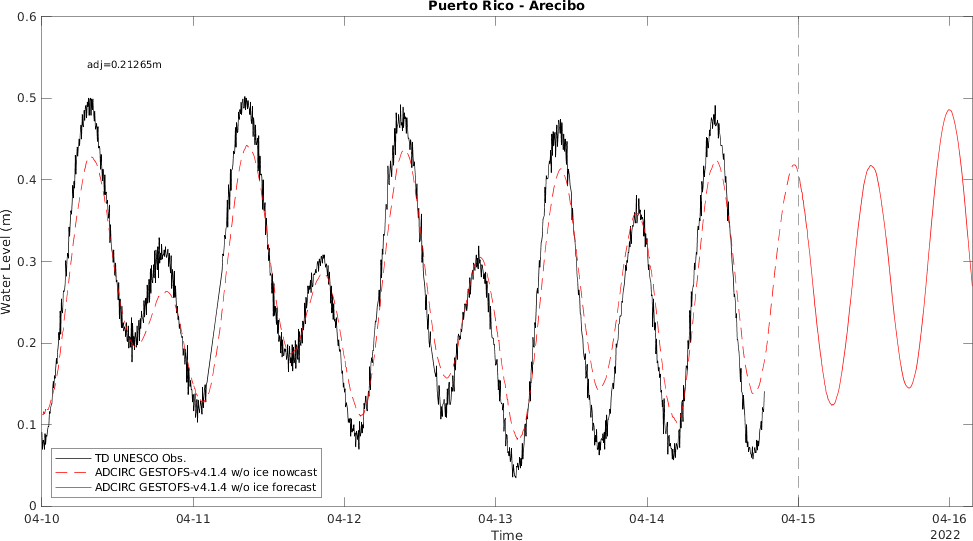 Puerto Rico - Arecibo
0.6
adj=0.21265m
0.5
0.4
0.3
Water Level (m)
0.2
0.1
TD UNESCO Obs.
ADCIRC GESTOFS-v4.1.4 w/o ice nowcast
ADCIRC GESTOFS-v4.1.4 w/o ice forecast
0
04-10 04-11 04-12 04-13 04-14 04-15 04-16
Time 2022